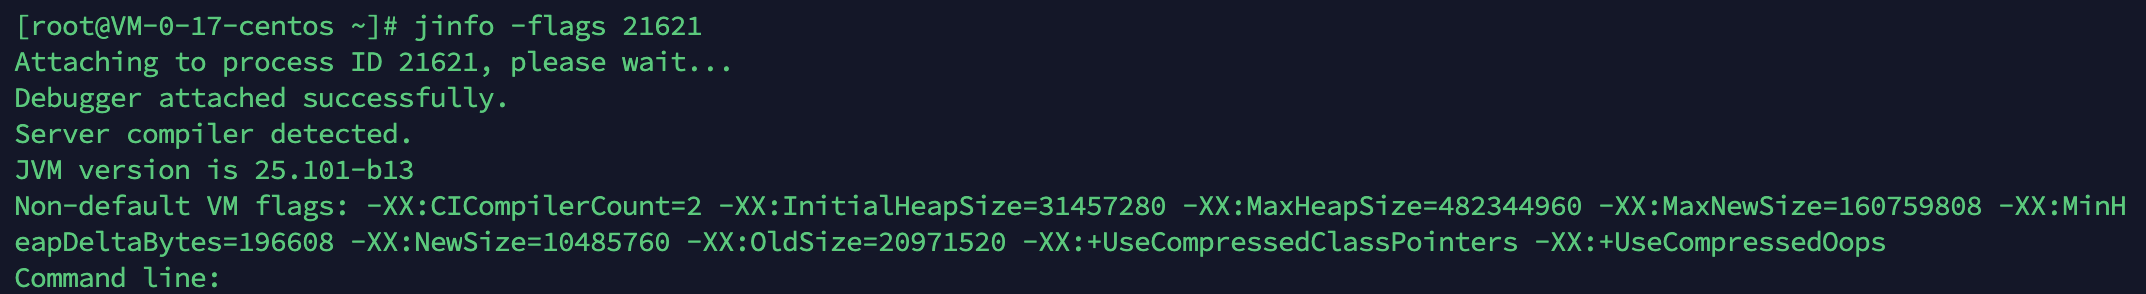 [root@VM-0-17-centos ~]# jinfo -flags 21621
Attaching to process ID 21621, please wait...
Debugger attached successfully.
Server compiler detected.
JVM version is 25.101-b13
Non-default VM flags: -XX:CICompilerCount=2 -XX:InitialHeapSize=31457280 -XX:MaxHeapSize=482344960 -XX:MaxNewSize=160759808 -XX:MinH
eapDeltaBytes=196608 -XX:NewSize=10485760 -XX:OldSize=20971520 -XX:+UseCompressedClassPointers -XX:+UseCompressedOops
Command line: